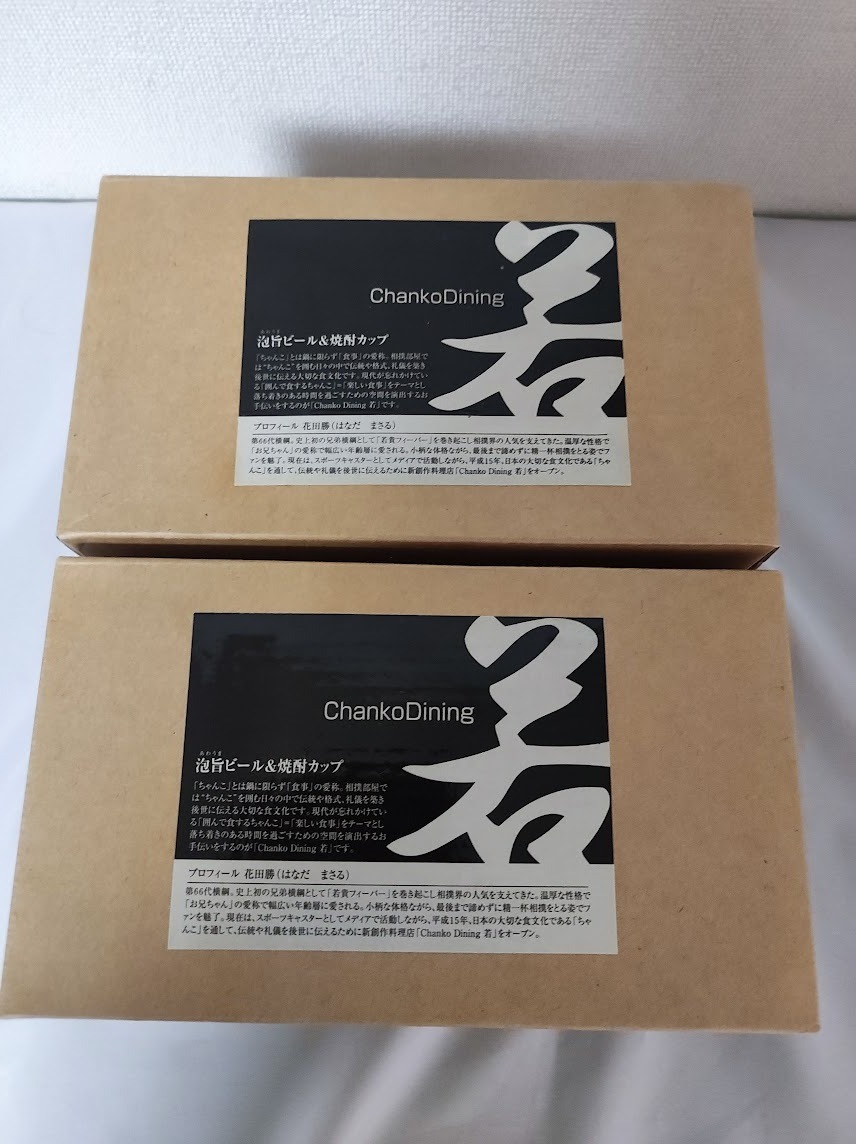 若
ChankoDining
あわうま
泡旨ビール&焼酎カップ
「ちゃんこ」とは鍋に限らず「食事」の愛称。相撲部屋で
は"ちゃんこ"を囲む日々の中で伝統や格式、礼儀を築き
後世に伝える大切な食文化です。現代が忘れかけてい
る「囲んで食するちゃんこ」=「楽しい食事」をテーマとし
落ち着きのある時間を過ごすための空間を演出するお
手伝いをするのが「Chanko Dining 若」です。
プロフィール 花田勝(はなだ まさる)
第66代横綱。史上初の兄弟横綱として「若貴フィーバー」を巻き起こし相撲界の人気を支えてきた。温厚な性格で
「お兄ちゃん」の愛称で幅広い年齢層に愛される。小柄な体格ながら、最後まで諦めずに精一杯相撲をとる姿でフ
ァンを魅了。現在は、スポーツキャスターとしてメディアで活動しながら、平成15年、日本の大切な食文化である「ちゃ
んこ」を通して、伝統や礼儀を後世に伝えるために新創作料理店「Chanko Dining 若」をオープン。
若
ChankoDining
あわうま
泡旨ビール&焼酎カップ
「ちゃんこ」とは鍋に限らず「食事」の愛称。相撲部屋で
は"ちゃんこ"を囲む日々の中で伝統や格式、礼儀を築き
後世に伝える大切な食文化です。現代が忘れかけてい
る「囲んで食するちゃんこ」=「楽しい食事」をテーマとし
落ち着きのある時間を過ごすための空間を演出するお
手伝いをするのが「Chanko Dining 若」です。
プロフィール 花田勝(はなだ まさる)
第66代横綱。史上初の兄弟横綱として「若貴フィーバー」を巻き起こし相撲界の人気を支えてきた。温厚な性格で
「お兄ちゃん」の愛称で幅広い年齢層に愛される。小柄な体格ながら、最後まで諦めずに精一杯相撲をとる姿でフ
ァンを魅了。現在は、スポーツキャスターとしてメディアで活動しながら、平成15年、日本の大切な食文化である「ちゃ
んこ」を通して、伝統や礼儀を後世に伝えるために新創作料理店「Chanko Dining 若」をオープン。